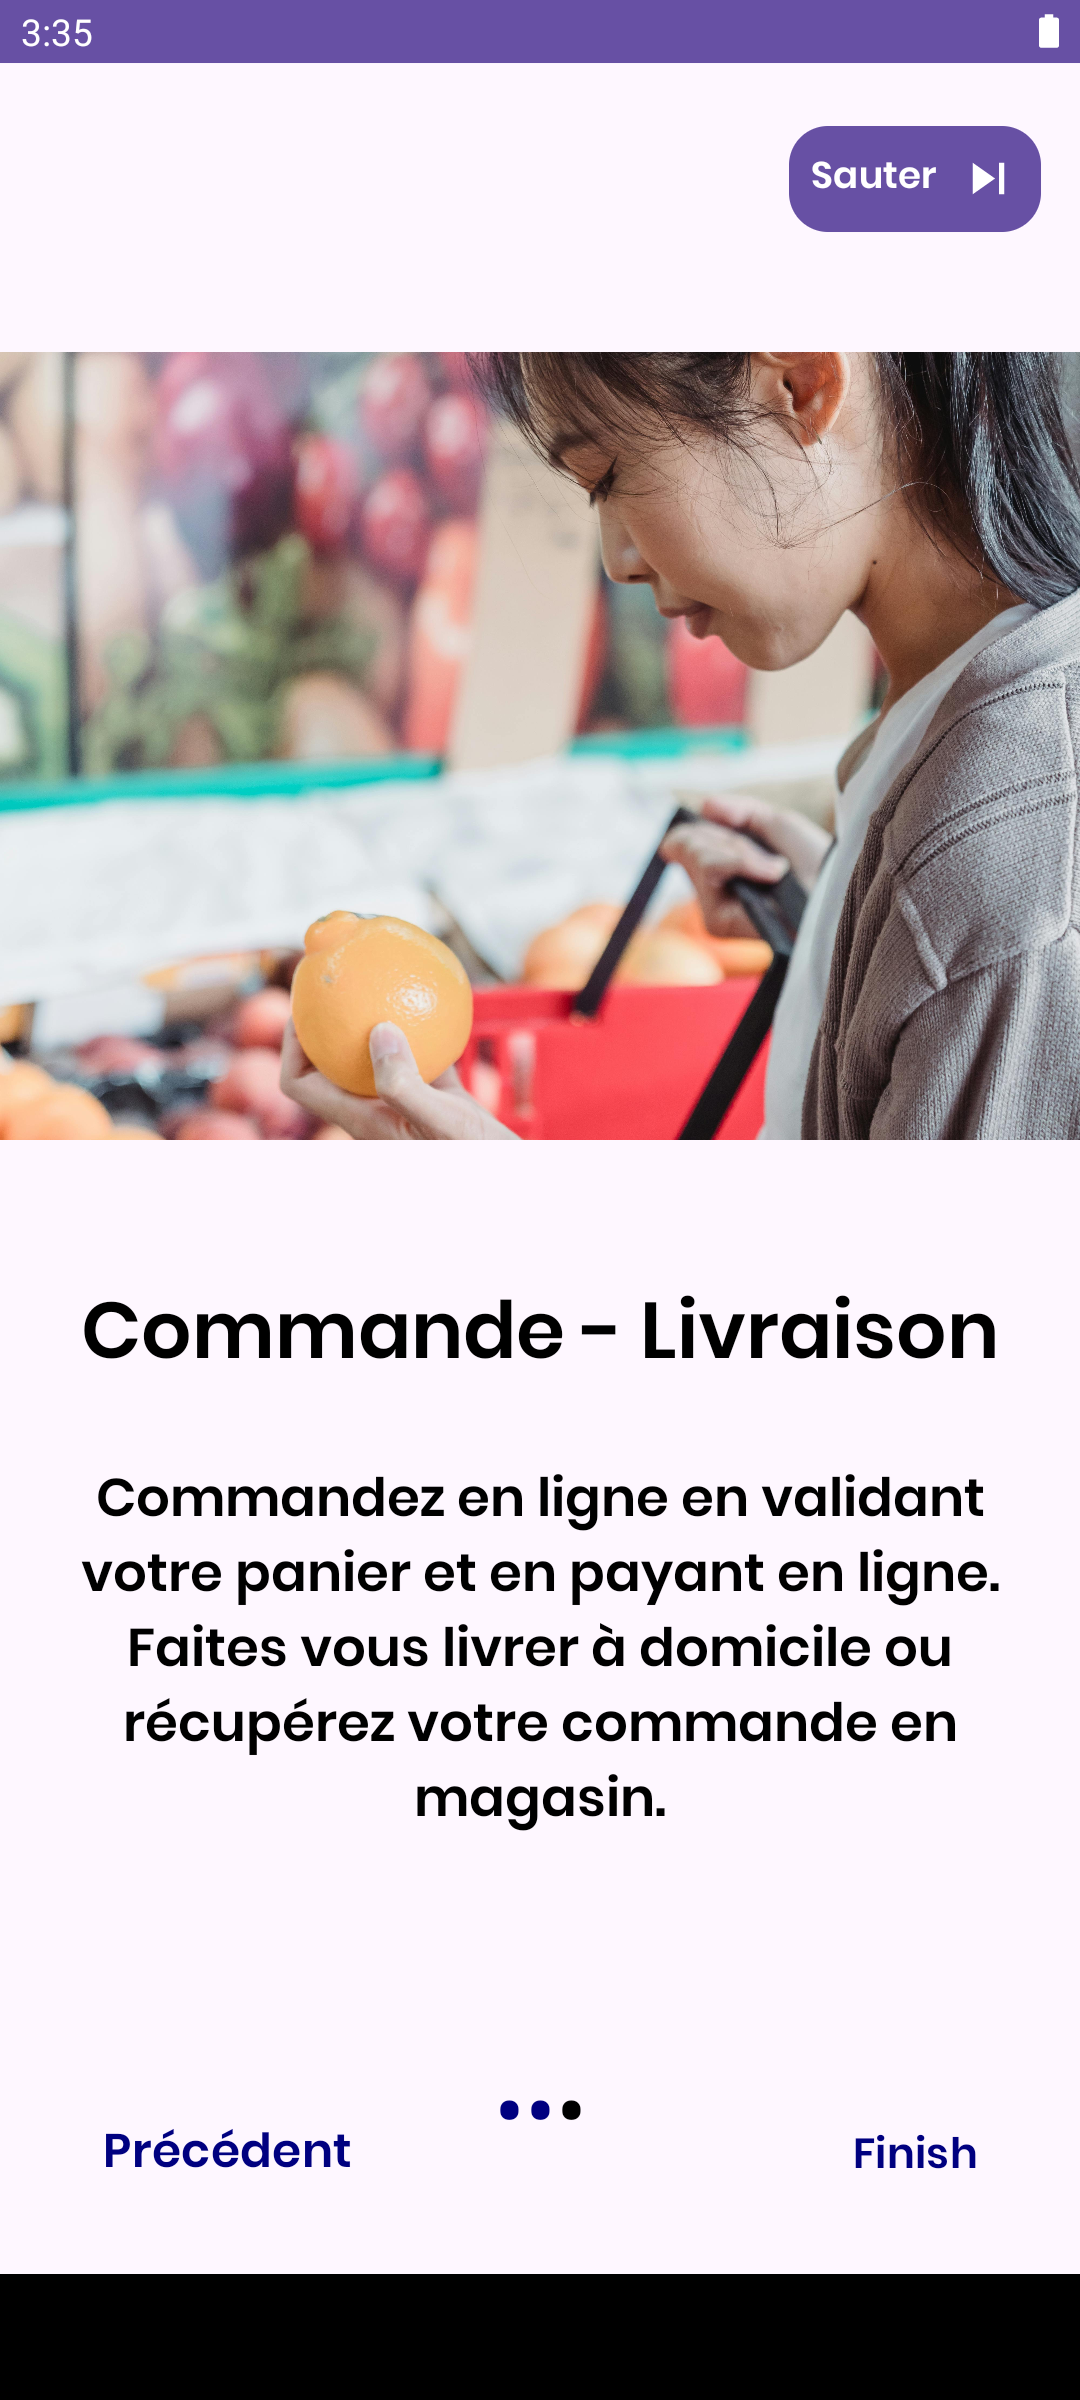 3:35
Sauter
Commande - Livraison
Commandez en ligne en validant
votre panier et en payant en ligne.
Faites vous livrer à domicile ou
récupérez votre commande en
magasin.
Précédent
Finish